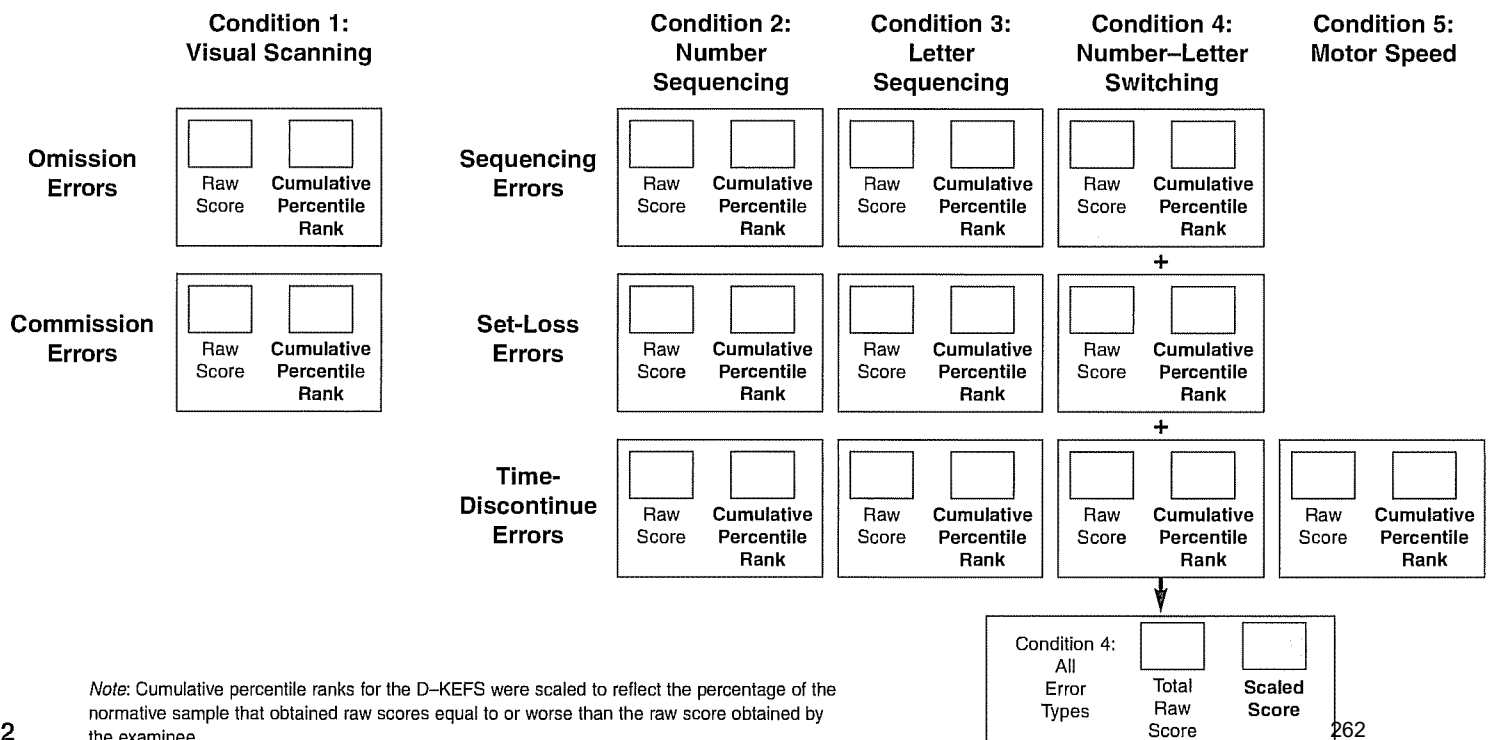 Condition 1:
Visual Scanning
Condition 2:
Number
Sequencing
Condition 3:
Letter
Sequencing
Condition 4:
Number–Letter
Switching
Condition 5:
Motor Speed
Omission
Errors
Raw
Score
Cumulative
Percentile
Rank
Sequencing
Errors
Raw
Score
Cumulative
Percentile
Rank
Raw
Score
Cumulative
Percentile
Rank
Raw
Score
Cumulative
Percentile
Rank
+
Commission
Errors
Raw
Score
Cumulative
Percentile
Rank
Set-Loss
Errors
Raw
Score
Cumulative
Percentile
Rank
Raw
Score
Cumulative
Percentile
Rank
Raw
Score
Cumulative
Percentile
Rank
+
Time-
Discontinue
Errors
Raw
Score
Cumulative
Percentile
Rank
Raw
Score
Cumulative
Percentile
Rank
Raw
Score
Cumulative
Percentile
Rank
Raw
Score
Cumulative
Percentile
Rank
Condition 4:
All
Error
Types
Total
Raw
Score
Scaled
Score
Note: Cumulative percentile ranks for the D–KEFS were scaled to reflect the percentage of the
normative sample that obtained raw scores equal to or worse than the raw score obtained by
the examinee
2
262